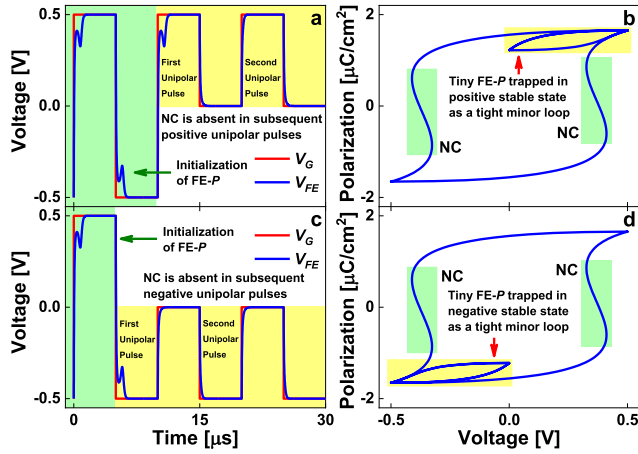 a
Voltage [V]
0.5
0.0
-0.5
First
Unipolar
Pulse
Second
Unipolar
Pulse
NC is absent in subsequent
positive unipolar pulses
Initialization
of FE-P
V_G
V_FE
b
Polarization [μC/cm²]
2
0
-2
Tiny FE-P trapped in
positive stable state
as a tight minor loop
NC
NC
c
Voltage [V]
0.5
0.0
0.5
Initialization
of FE-P
V_G
V_FE
NC is absent in subsequent
negative unipolar pulses
First
Unipolar
Pulse
Second
Unipolar
Pulse
0
10
20
30
Time [μs]
d
Polarization [μC/cm²]
2
0
-2
NC
NC
Tiny FE-P trapped in
negative stable state
as a tight minor loop
-0.5
0.0
0.5
Voltage [V]